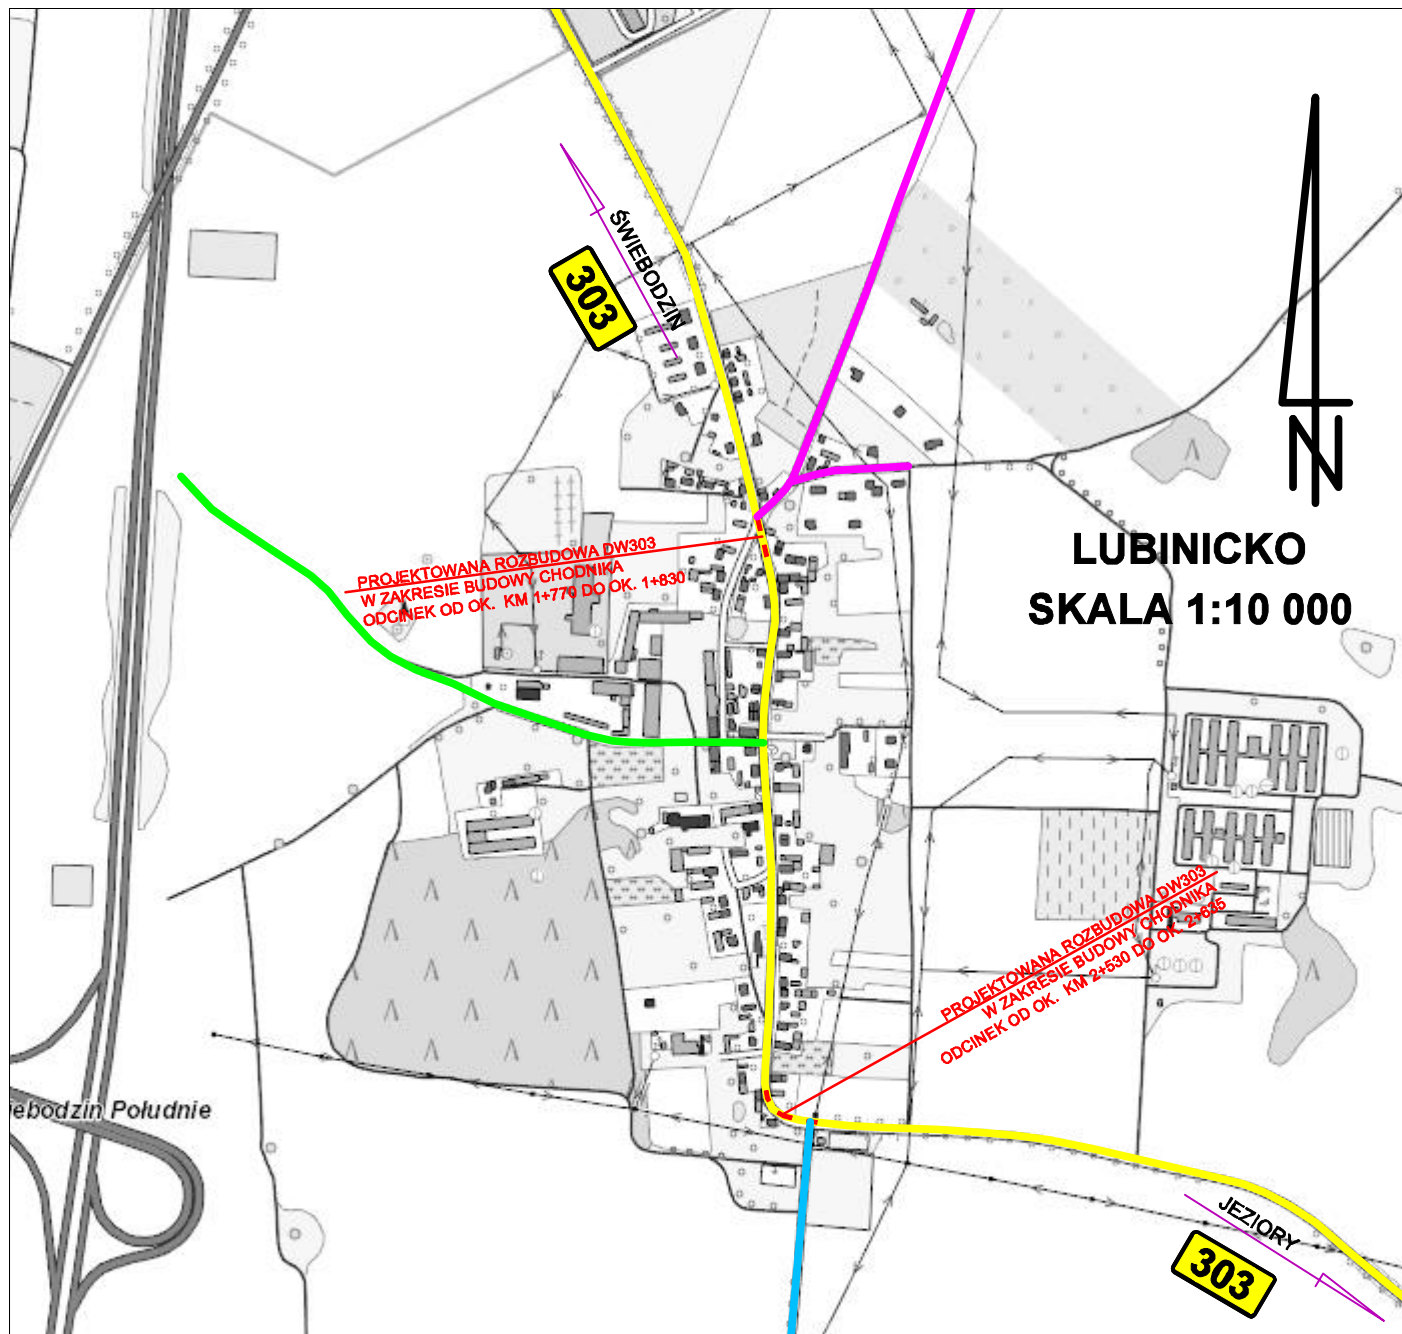 ŚWIEBODZIN
303
N
LUBINICKO
SKALA 1:10 000
PROJEKTOWANA ROZBUDOWA DW303
W ZAKRESIE BUDOWY CHODNIKA
ODCINEK OD OK. KM 1+770 DO OK. 1+830
PROJEKTOWANA ROZBUDOWA DW303
W ZAKRESIE BUDOWY CHODNIKA
ODCINEK OD OK. KM 2+530 DO OK. 2+645
iebodzin Południe
JEZIORY
303